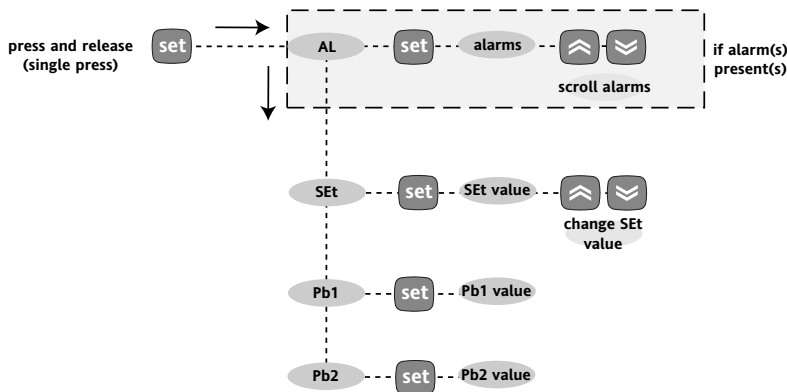 press and release
(single press)
set
AL
set
alarms
scroll alarms
if alarm(s)
present(s)
SEt
set
SEt value
change SEt
value
Pb1
set
Pb1 value
Pb2
set
Pb2 value